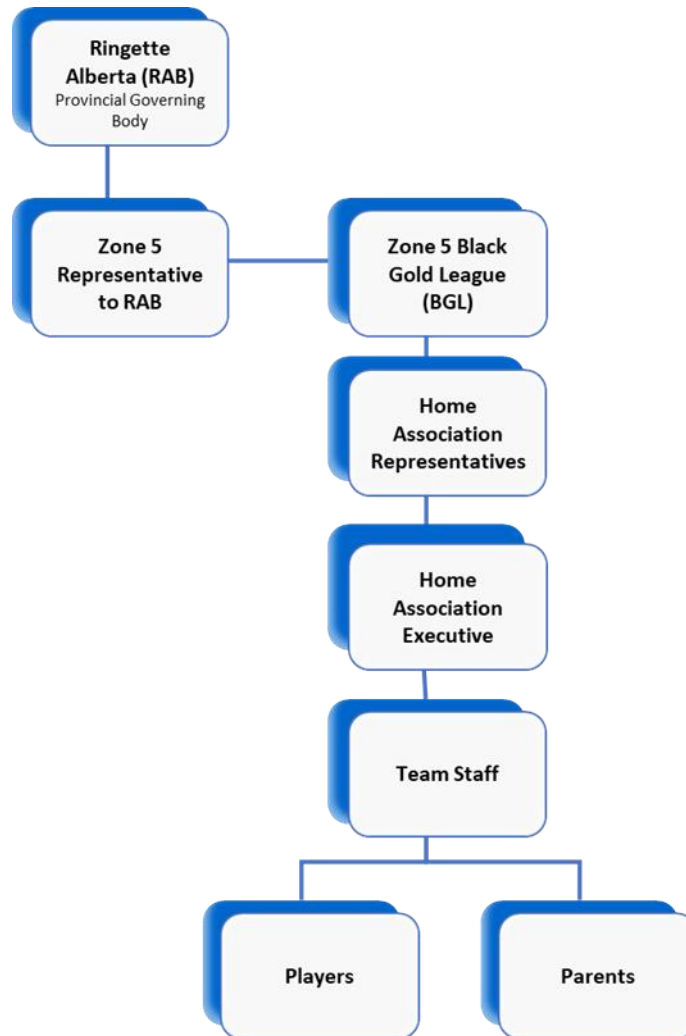 Ringette
Alberta (RAB)
Provincial Governing
Body
Zone 5
Representative
to RAB
Zone 5 Black
Gold League
(BGL)
Home
Association
Representatives
Home
Association
Executive
Team Staff
Players
Parents